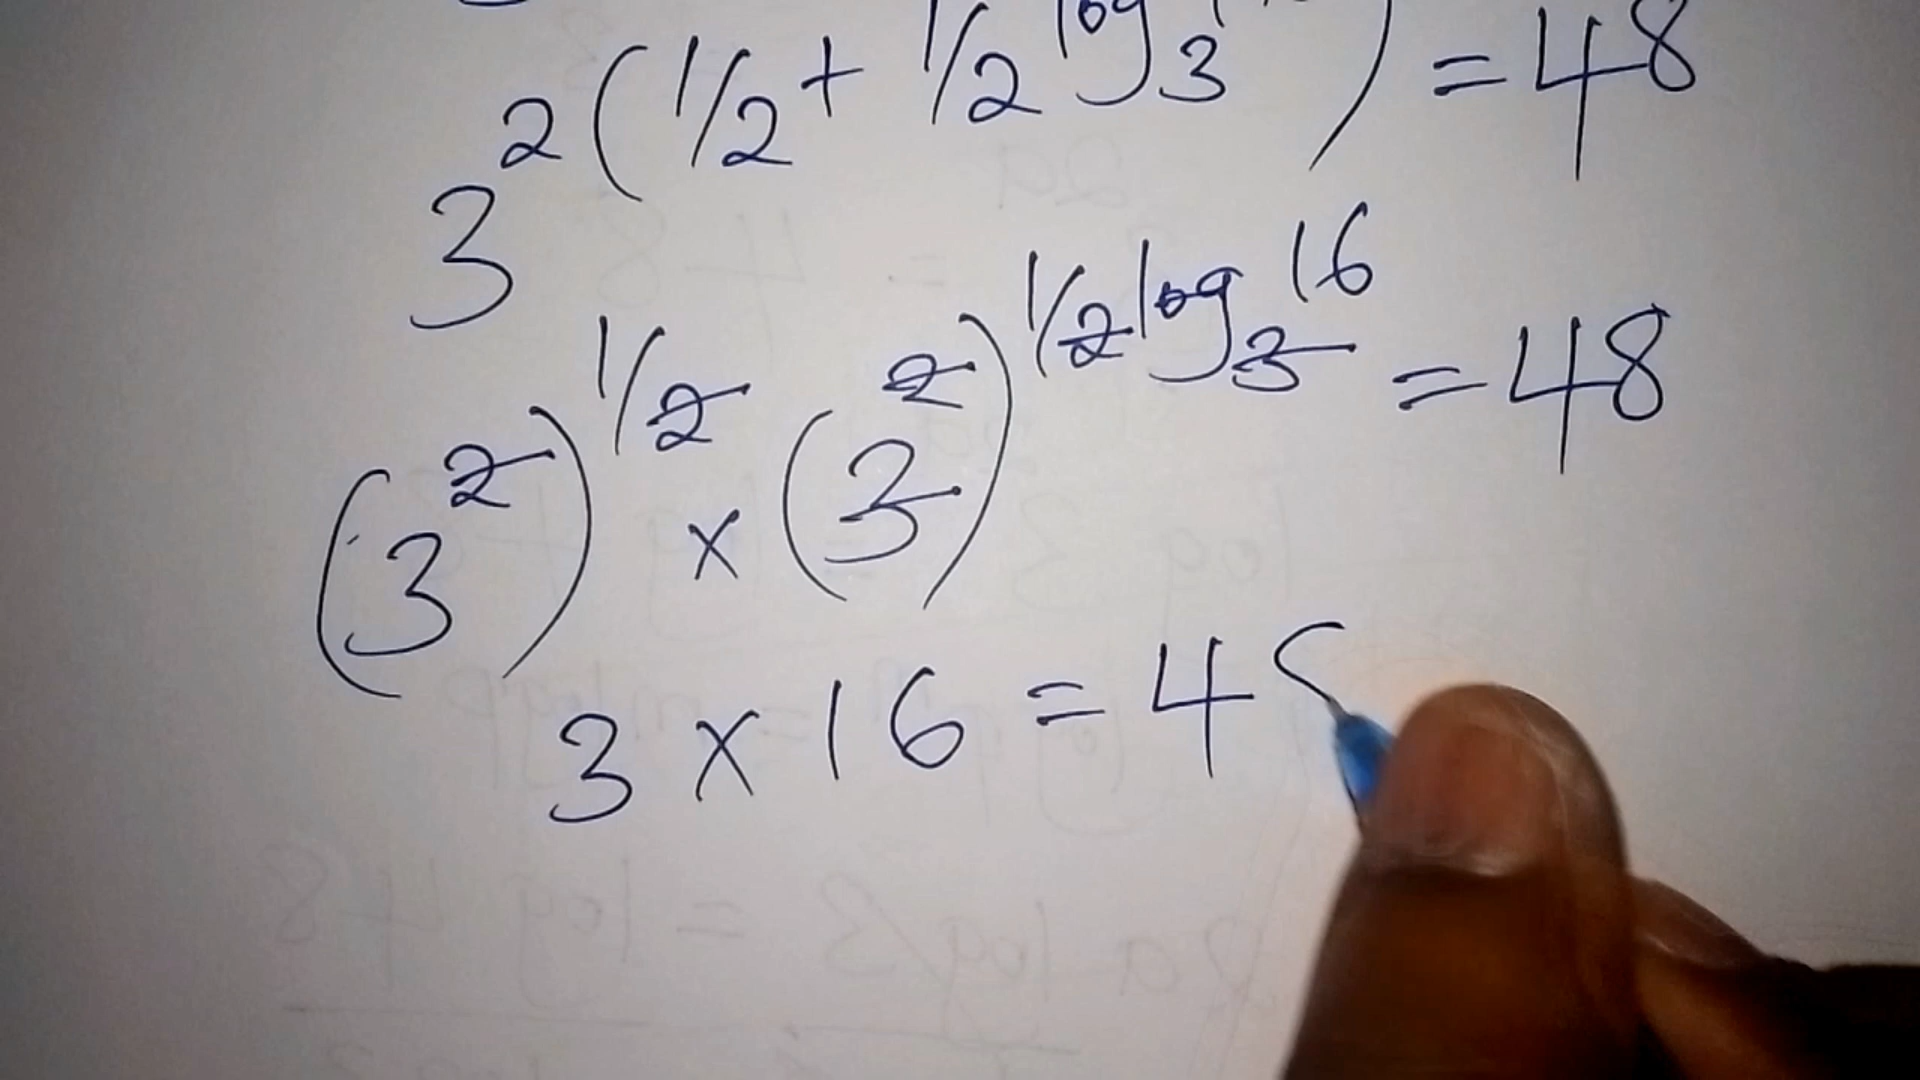 3^2(1/2 + 1/2 log_3) = 48
(3^2)^1/2 × (3^2)^1/2 log_3 16 = 48
3 × 16 = 4